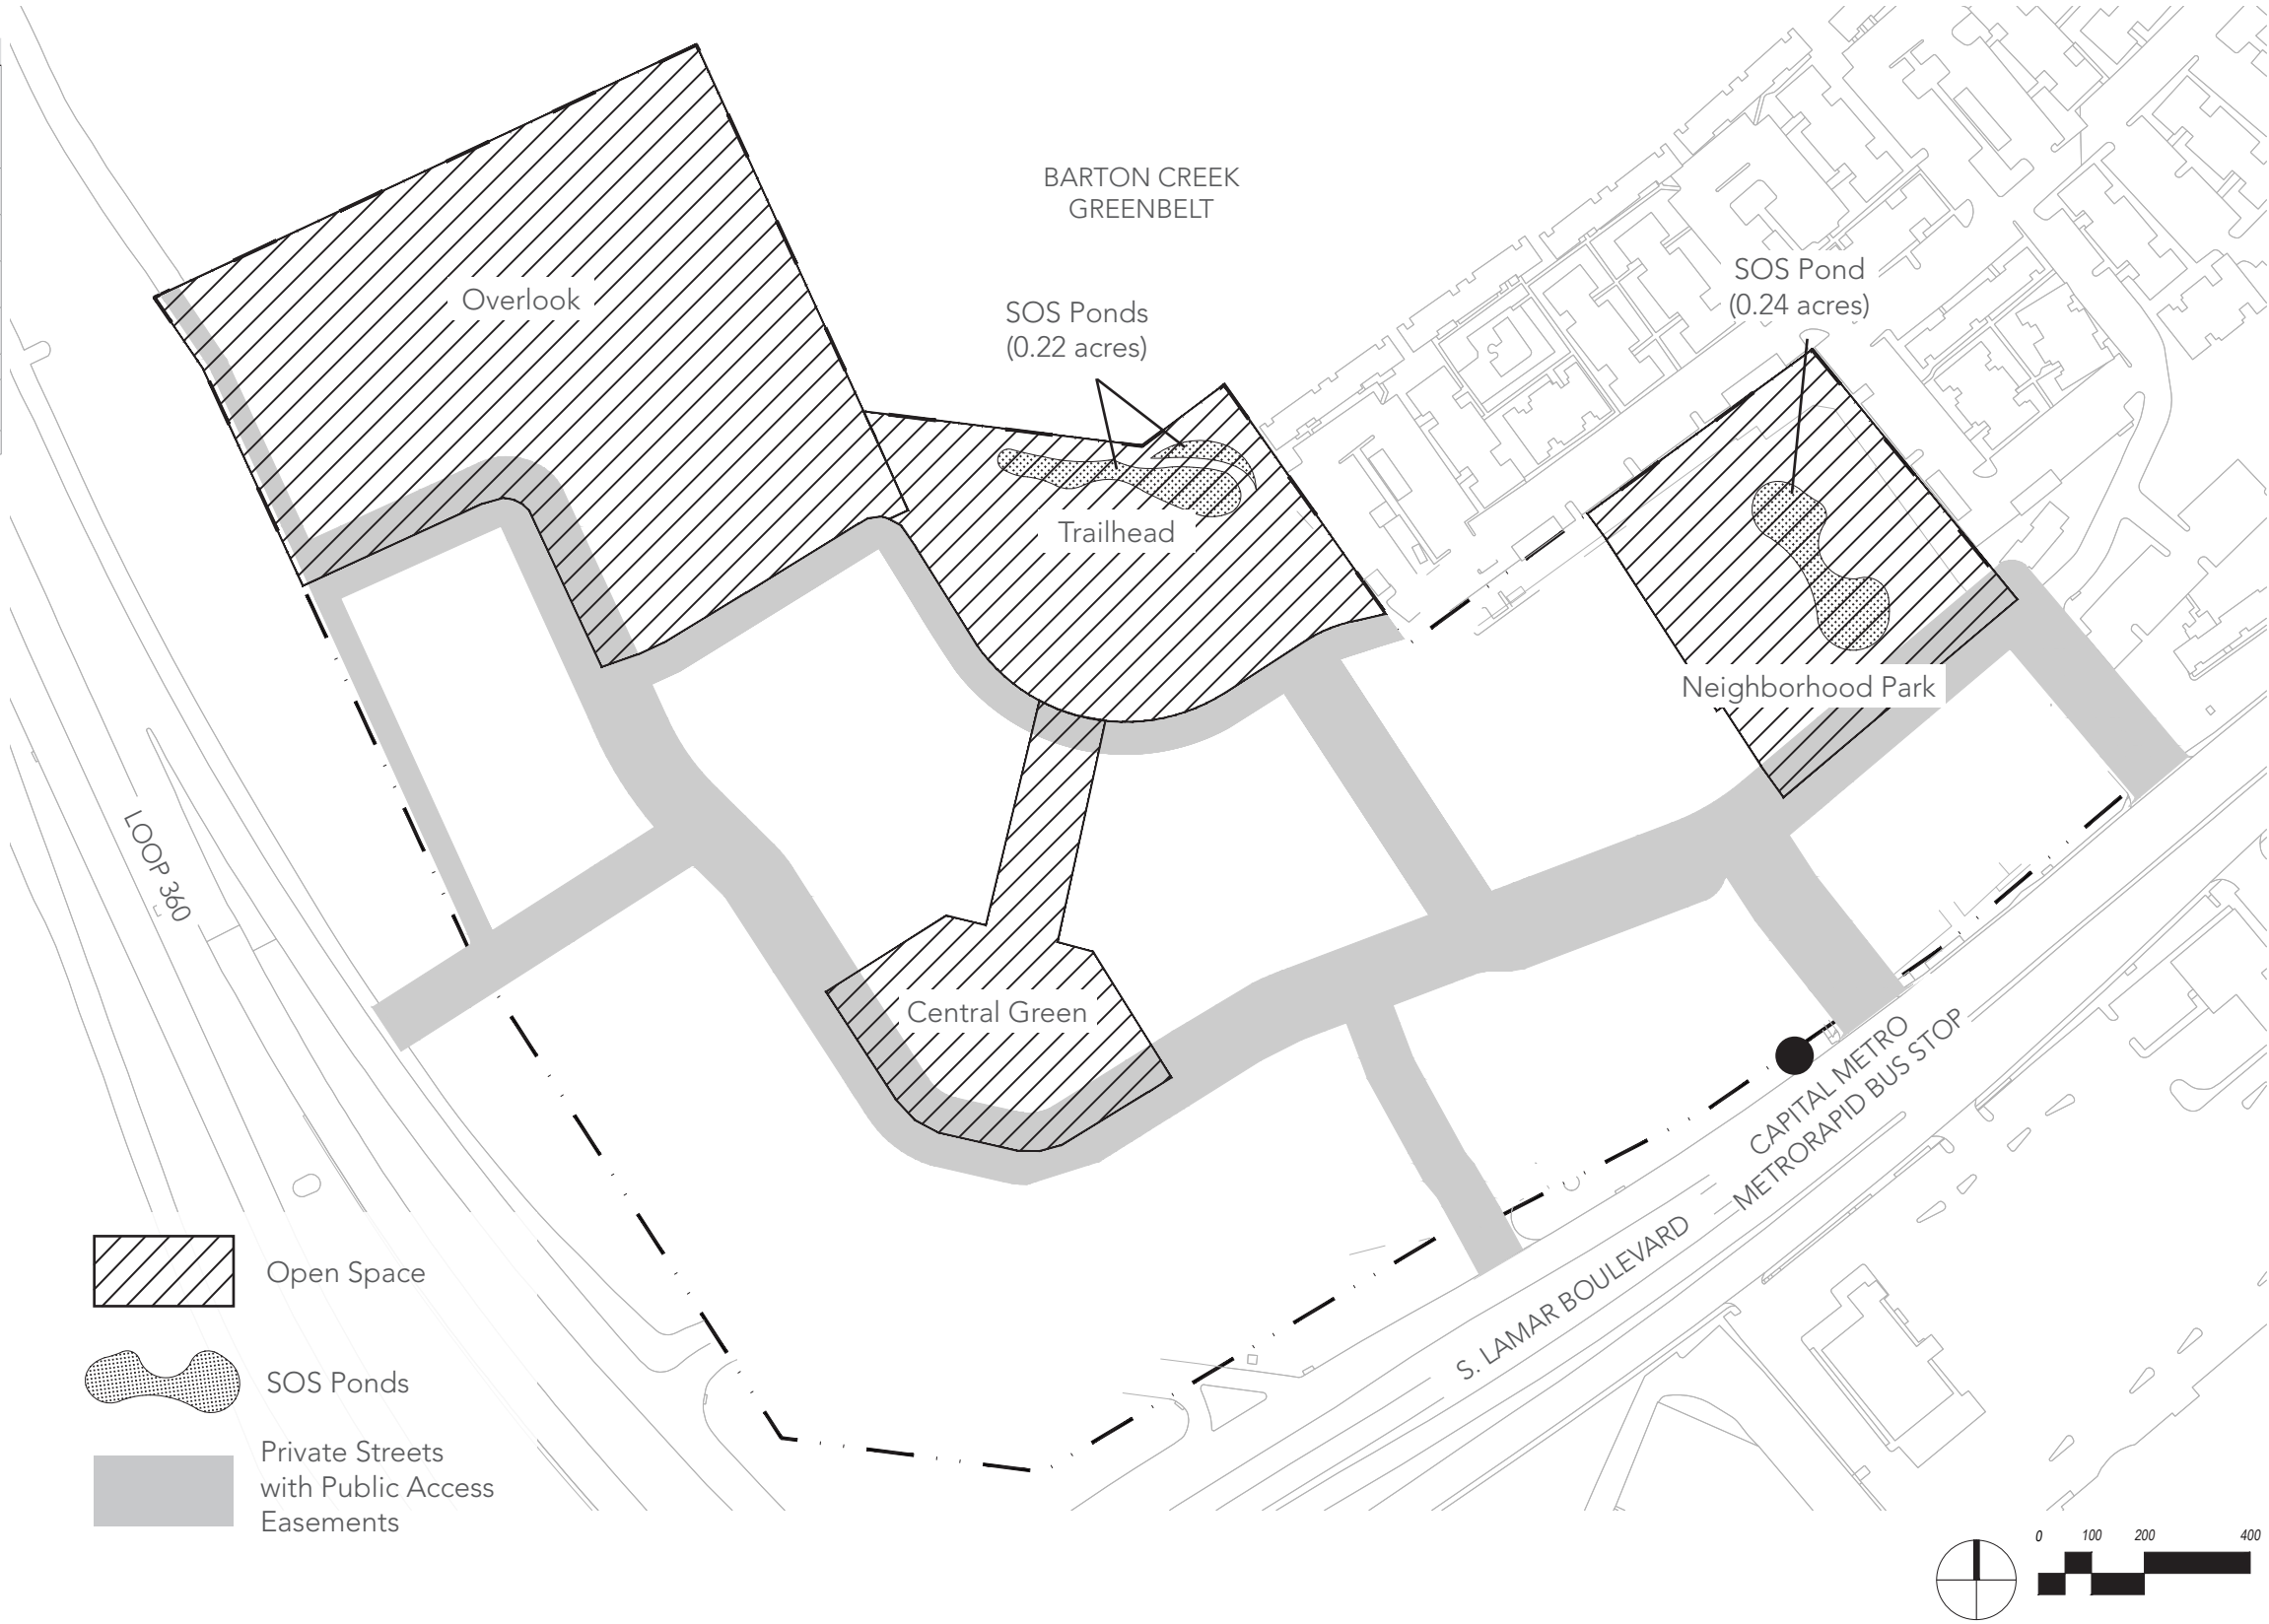 BARTON CREEK
GREENBELT
SOS Pond
(0.24 acres)
Overlook
SOS Ponds
(0.22 acres)
Trailhead
Neighborhood Park
LOOP 360
Central Green
CAPITAL METRO
METRORAPID BUS STOP
S. LAMAR BOULEVARD
Open Space
SOS Ponds
Private Streets
with Public Access
Easements
0 100 200 400